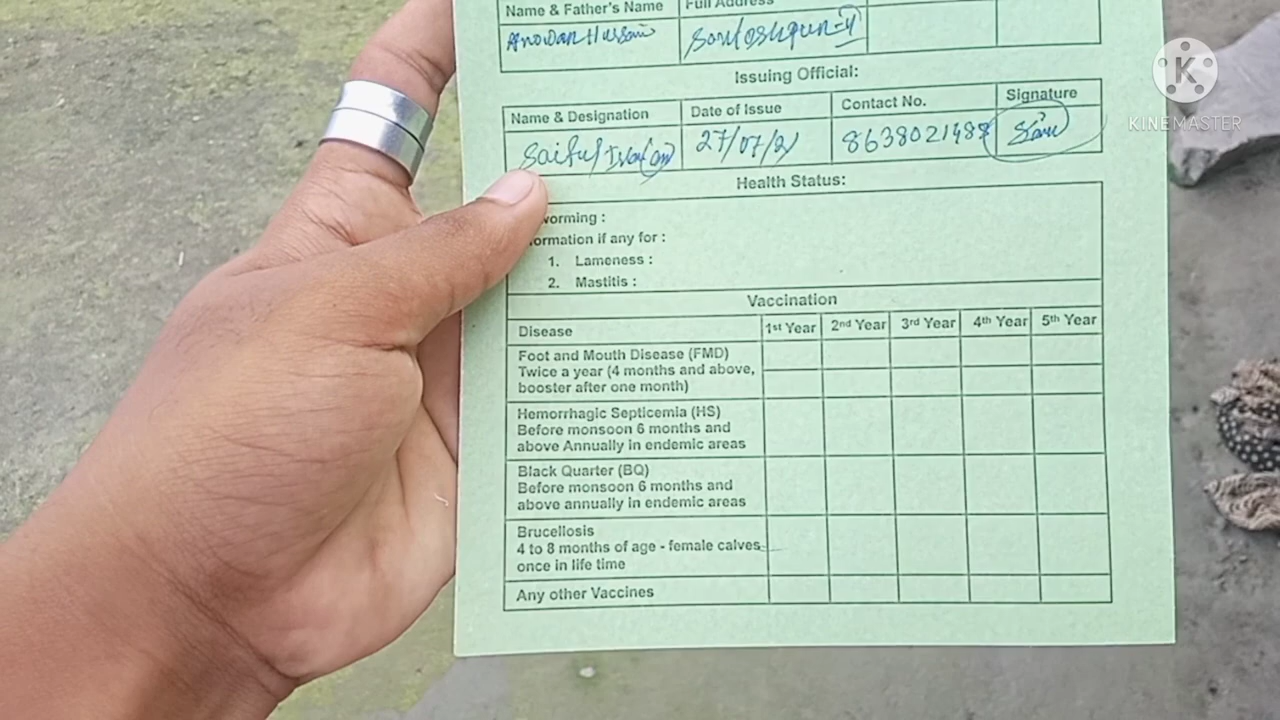 Name & Father's Name Full Address
Anowar Hussain
Issuing Official:
Name & Designation Date of Issue Contact No. Signature
Saiful 27/07/21 8638021488
Health Status:
worming :
ormation if any for :
1. Lameness :
2. Mastitis :
Vaccination
Disease 1st Year 2nd Year 3rd Year 4th Year 5th Year
Foot and Mouth Disease (FMD)
Twice a year (4 months and above,
booster after one month)
Hemorrhagic Septicemia (HS)
Before monsoon 6 months and
above Annually in endemic areas
Black Quarter (BQ)
Before monsoon 6 months and
above annually in endemic areas
Brucellosis
4 to 8 months of age - female calves
once in life time
Any other Vaccines
K
KINEMASTER